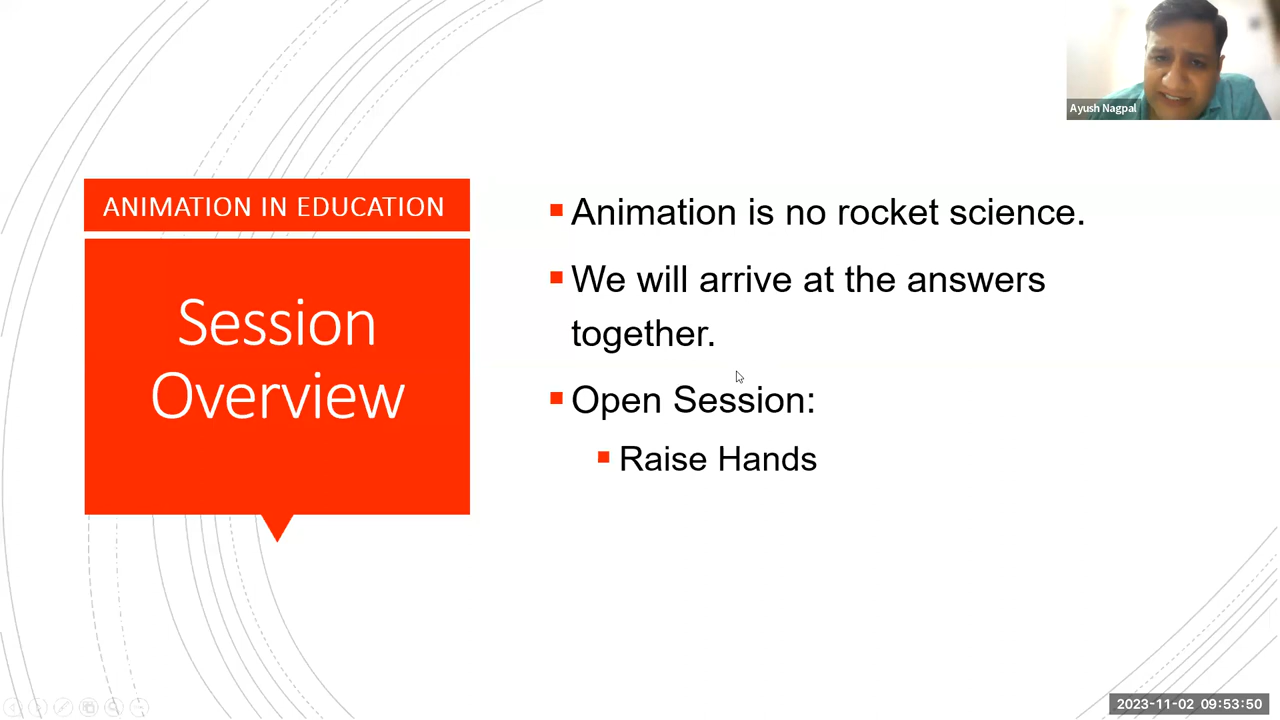 Ayush Nagpal
ANIMATION IN EDUCATION
Session
Overview
Animation is no rocket science.
We will arrive at the answers
together.
Open Session:
Raise Hands
2023-11-02 09:53:50